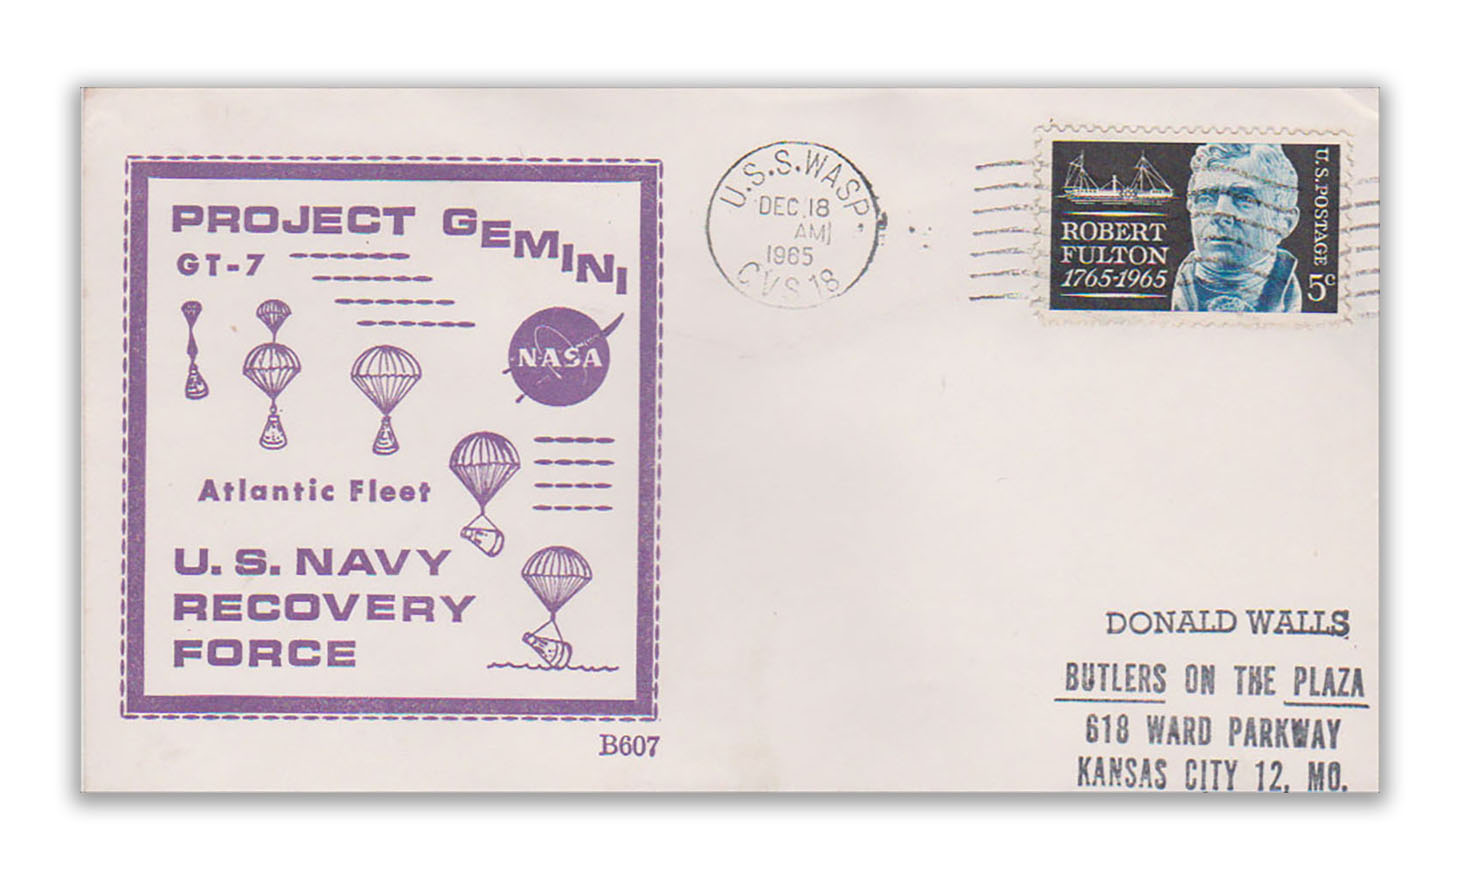 PROJECT GEMINI
GT-7
NASA
Atlantic Fleet
U.S. NAVY
RECOVERY
FORCE
B607
U.S.S. WASP
DEC 18
AM
1965
CVS 18
U.S. POSTAGE
ROBERT
FULTON
1765-1965
5c
DONALD WALLS
BUTLERS ON THE PLAZA
618 WARD PARKWAY
KANSAS CITY 12, MO.